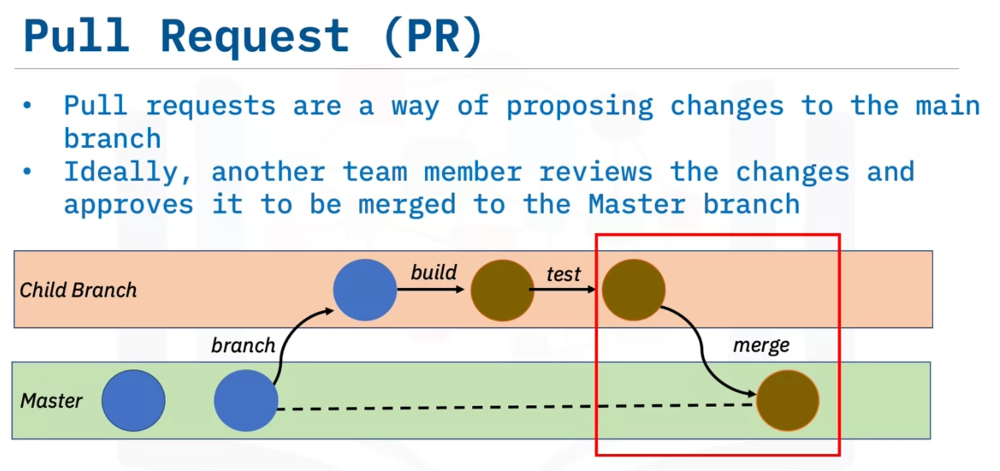 Pull Request (PR)
• Pull requests are a way of proposing changes to the main
branch
• Ideally, another team member reviews the changes and
approves it to be merged to the Master branch
Child Branch
build
test
branch
merge
Master